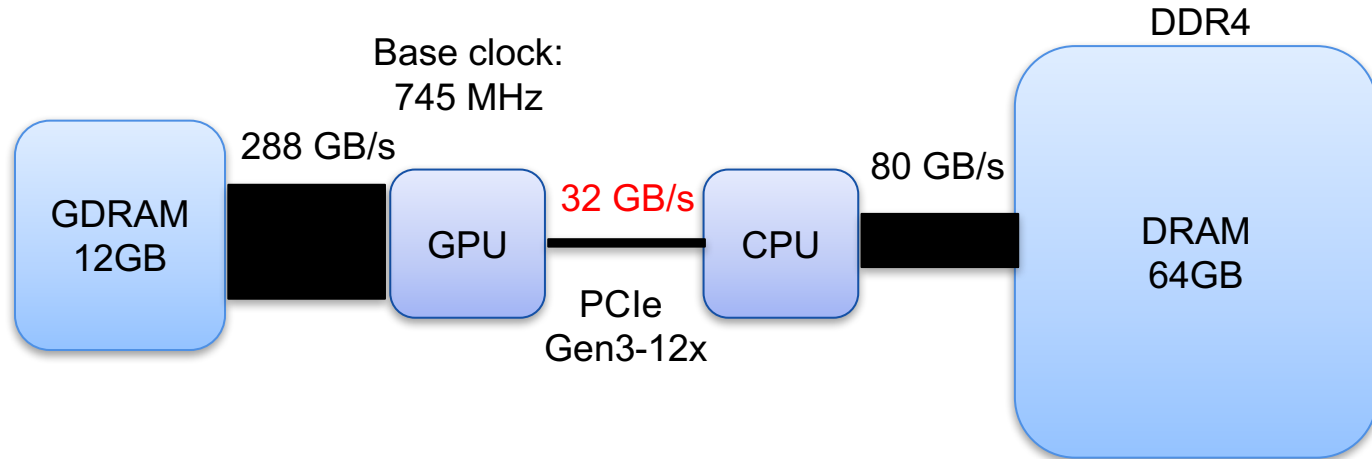 DDR4
Base clock:
745 MHz
288 GB/s
80 GB/s
32 GB/s
GDRAM
12GB
GPU
CPU
DRAM
64GB
PCIe
Gen3-12x